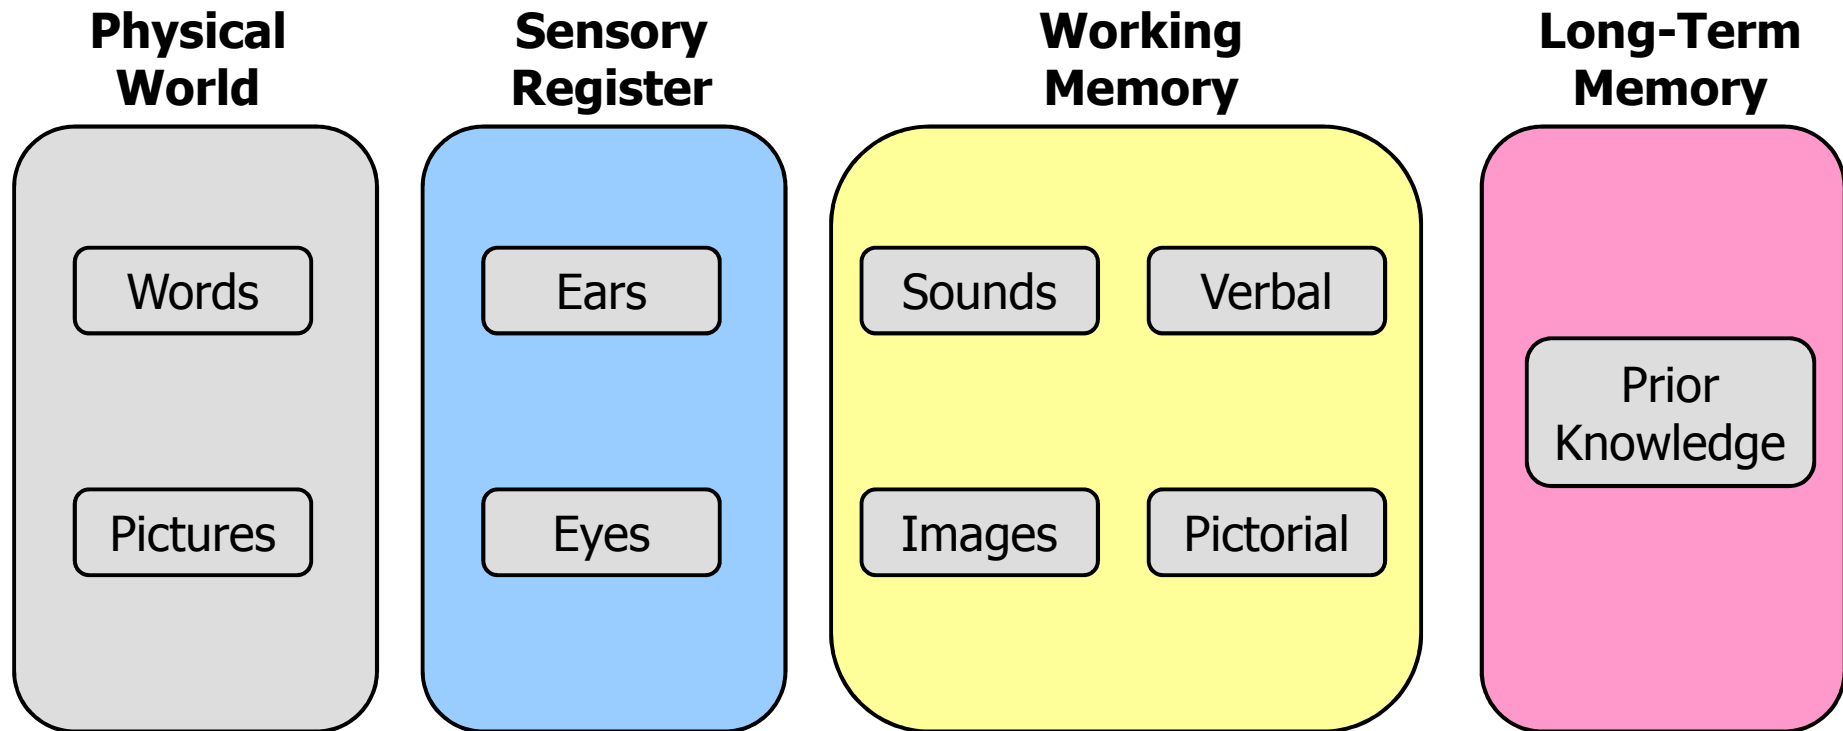 Physical
World
Sensory
Register
Working
Memory
Long-Term
Memory
Words
Ears
Sounds
Verbal
Prior
Knowledge
Pictures
Eyes
Images
Pictorial